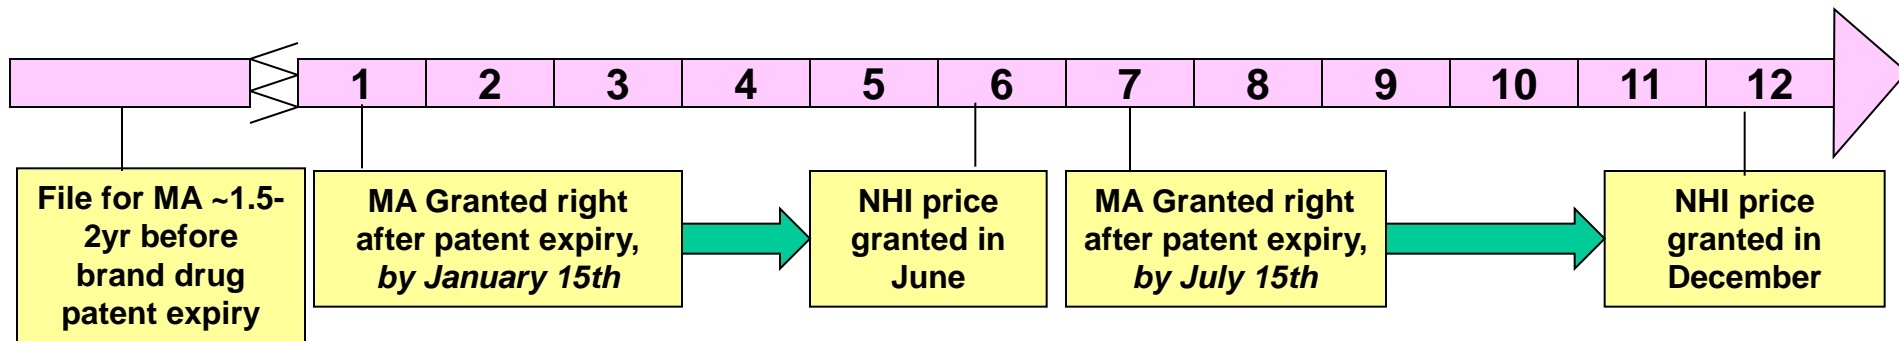 1 2 3 4 5 6 7 8 9 10 11 12
File for MA ~1.5-
2yr before
brand drug
patent expiry
MA Granted right
after patent expiry,
by January 15th
NHI price
granted in
June
MA Granted right
after patent expiry,
by July 15th
NHI price
granted in
December